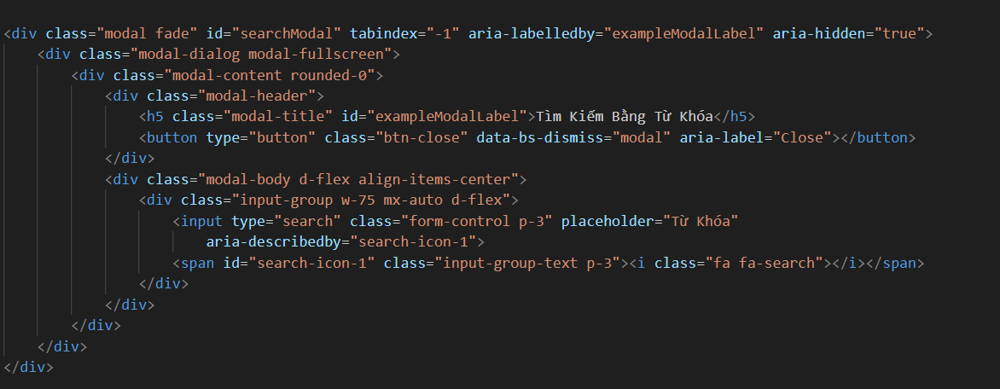 <div class="modal fade" id="searchModal" tabindex="-1" aria-labelledby="exampleModalLabel" aria-hidden="true">
    <div class="modal-dialog modal-fullscreen">
        <div class="modal-content rounded-0">
            <div class="modal-header">
                <h5 class="modal-title" id="exampleModalLabel">Tìm Kiếm Bằng Từ Khóa</h5>
                <button type="button" class="btn-close" data-bs-dismiss="modal" aria-label="Close"></button>
            </div>
            <div class="modal-body d-flex align-items-center">
                <div class="input-group w-75 mx-auto d-flex">
                    <input type="search" class="form-control p-3" placeholder="Từ Khóa"
                        aria-describedby="search-icon-1">
                    <span id="search-icon-1" class="input-group-text p-3"><i class="fa fa-search"></i></span>
                </div>
            </div>
        </div>
    </div>
</div>